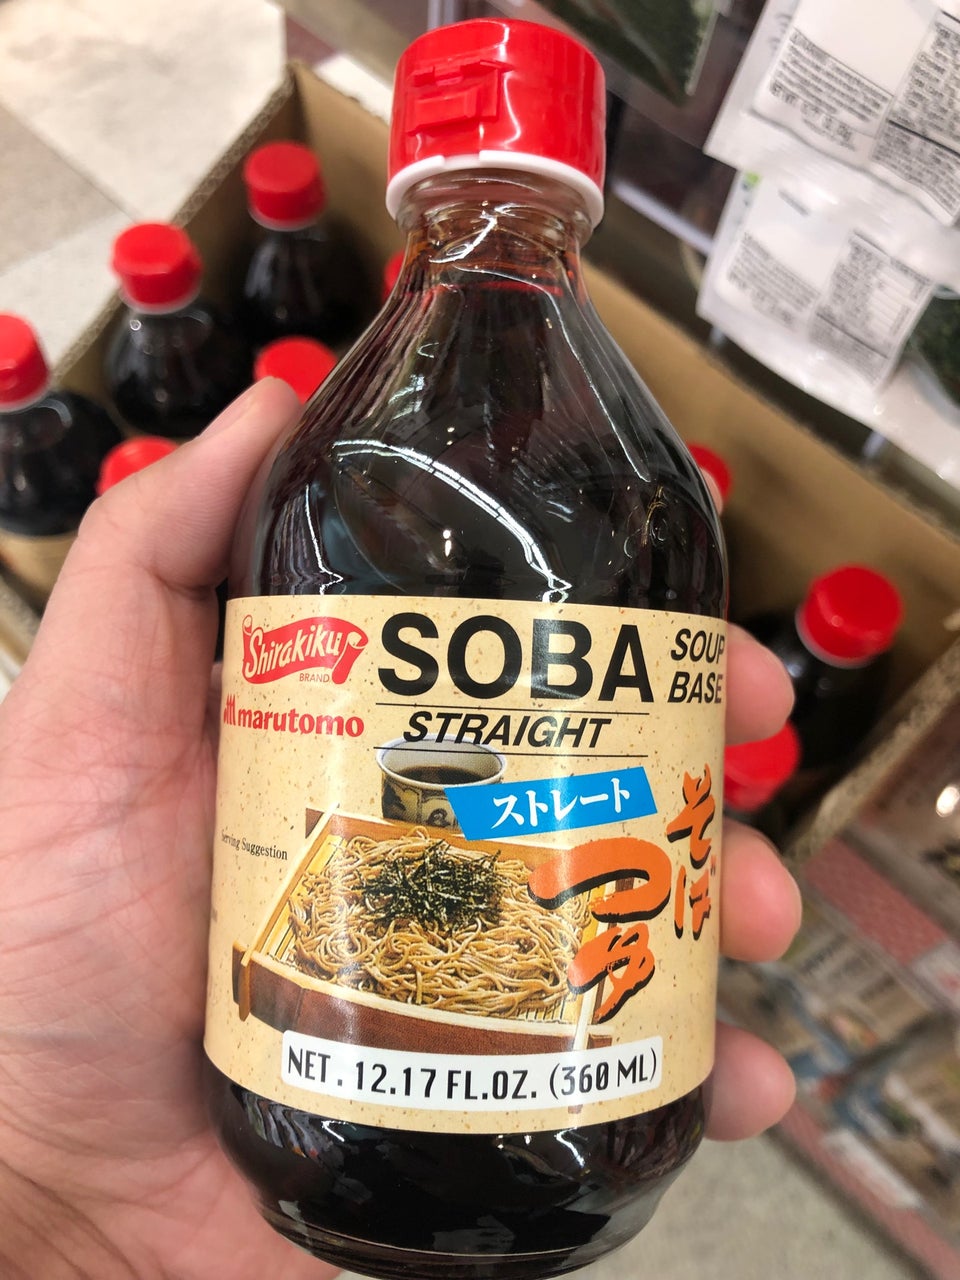 Shirakiku
BRAND
marutomo
SOBA
SOUP
BASE
STRAIGHT
ストレート
そば
つゆ
Serving Suggestion
NET. 12.17 FL.OZ. (360 ML)